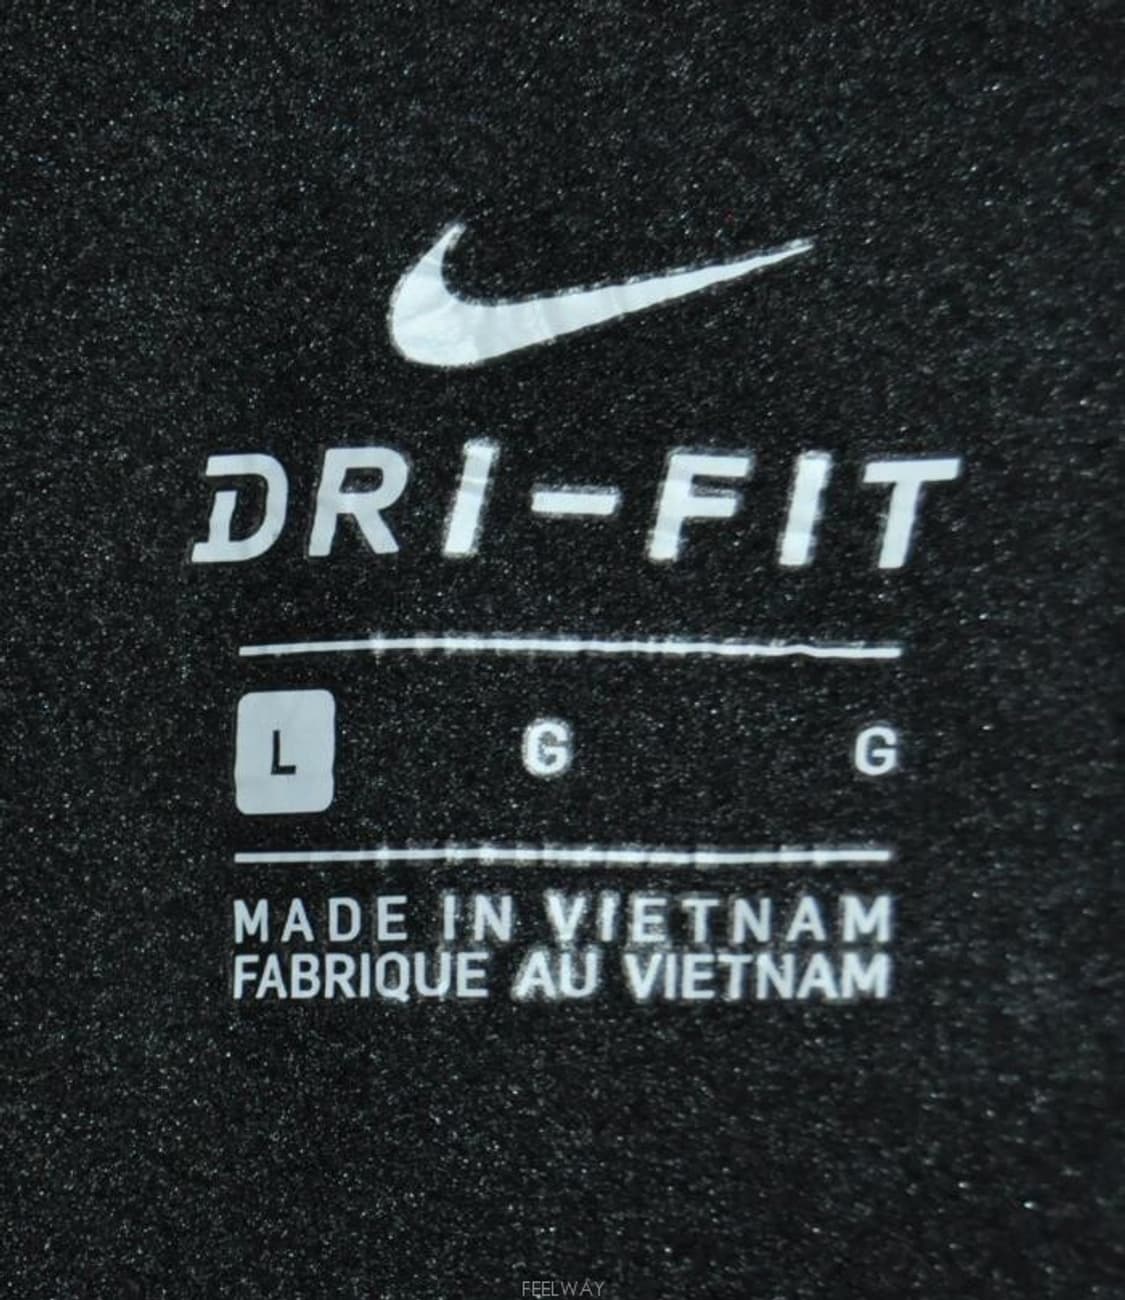 DRI-FIT
L G G
MADE IN VIETNAM
FABRIQUE AU VIETNAM
FEELWAY